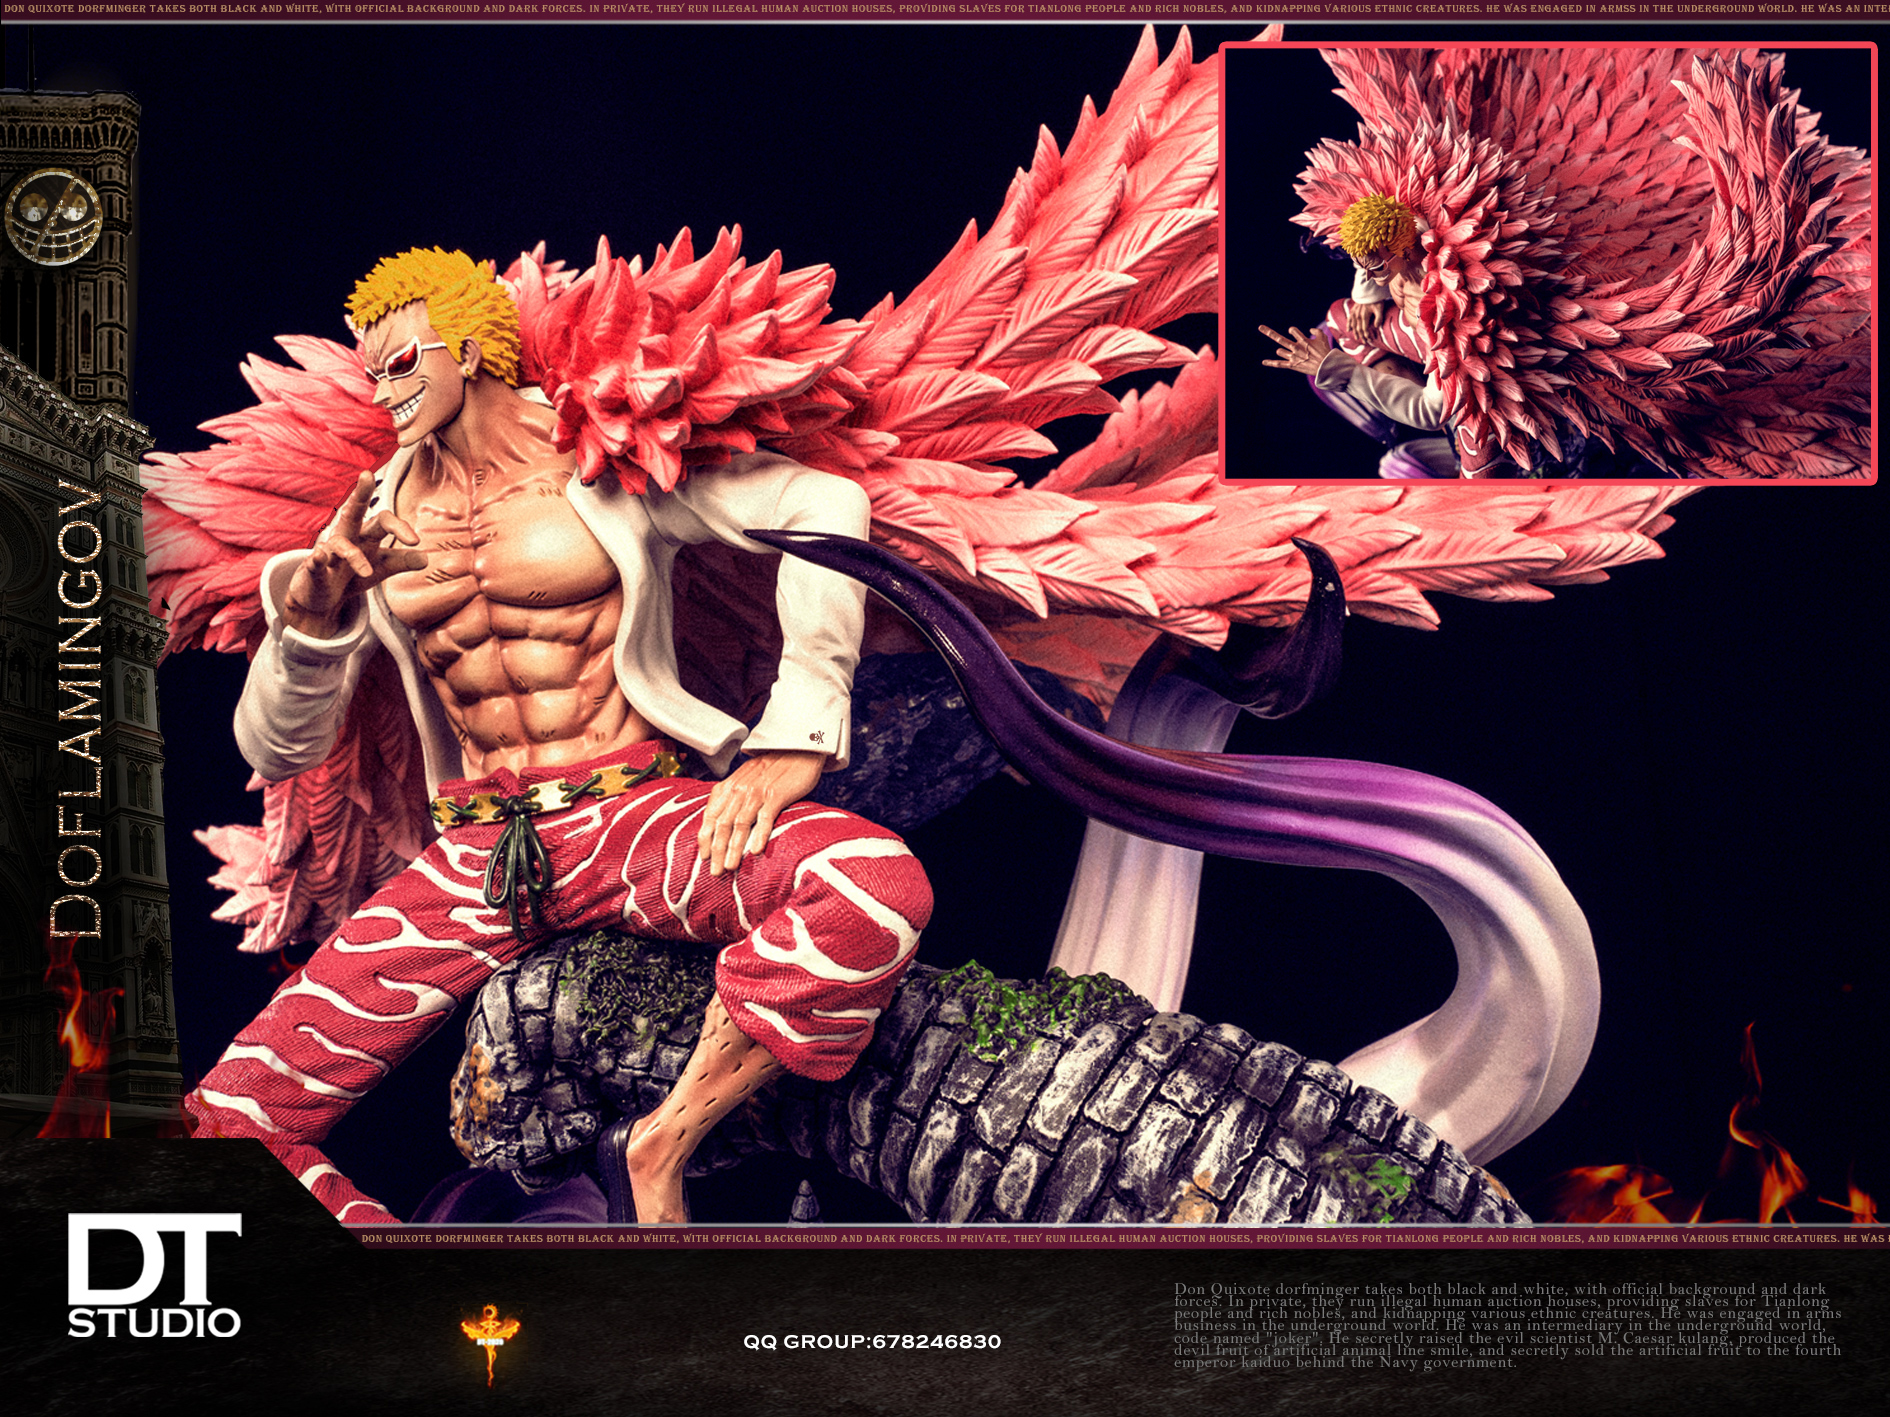 DON QUIXOTE DORFMINGER TAKES BOTH BLACK AND WHITE, WITH OFFICIAL BACKGROUND AND DARK FORCES. IN PRIVATE, THEY RUN ILLEGAL HUMAN AUCTION HOUSES, PROVIDING SLAVES FOR TIANLONG PEOPLE AND RICH NOBLES, AND KIDNAPPING VARIOUS ETHNIC CREATURES. HE WAS ENGAGED IN ARMSS IN THE UNDERGROUND WORLD. HE WAS AN INTE
DOFLAMINGOV
DON QUIXOTE DORFMINGER TAKES BOTH BLACK AND WHITE, WITH OFFICIAL BACKGROUND AND DARK FORCES. IN PRIVATE, THEY RUN ILLEGAL HUMAN AUCTION HOUSES, PROVIDING SLAVES FOR TIANLONG PEOPLE AND RICH NOBLES, AND KIDNAPPING VARIOUS ETHNIC CREATURES. HE WAS
DT
STUDIO
QQ GROUP:678246830
Don Quixote dorfminger takes both black and white, with official background and dark
forces. In private, they run illegal human auction houses, providing slaves for Tianlong
people and rich nobles, and kidnapping various ethnic creatures. He was engaged in arms
business in the underground world. He was an intermediary in the underground world,
code named "joker". He secretly raised the evil scientist M. Caesar kulang, produced the
devil fruit of artificial animal line smile, and secretly sold the artificial fruit to the fourth
emperor kaiduo behind the Navy government.